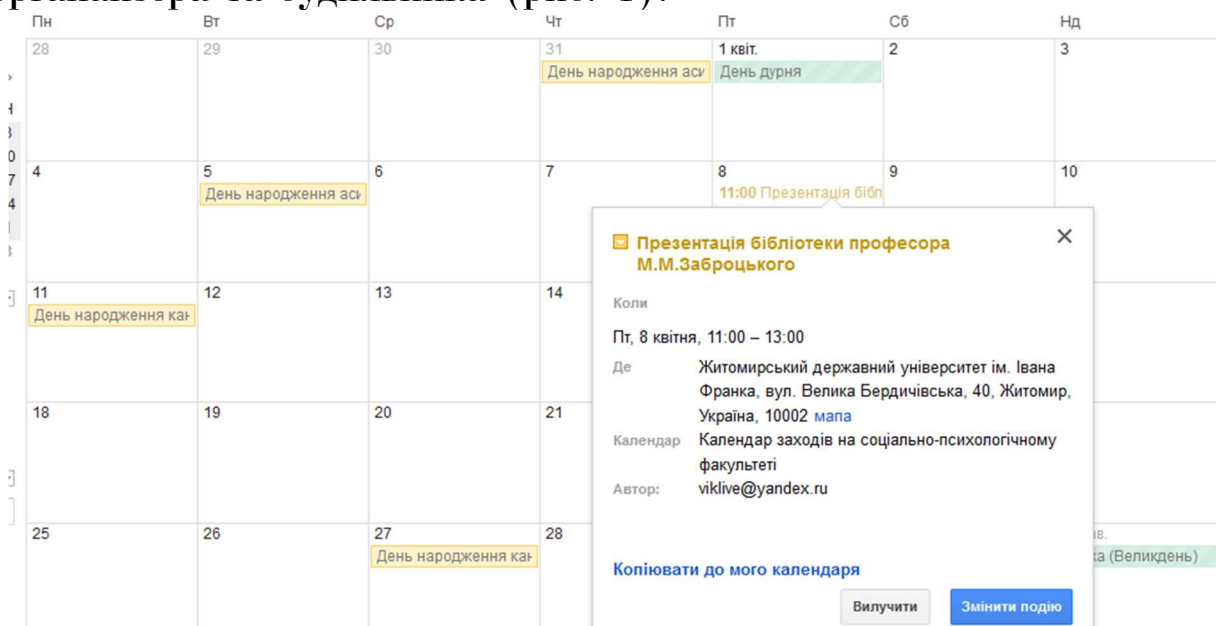 Пн Вт Ср Чт Пт Сб Нд
28 29 30 31 1 квіт. 2 3
День народження аси День дурня
4 5 6 7 8 9 10
День народження аси 11:00 Презентація бібл
Презентація бібліотеки професора
М.М.Заброцького
11 12 13 14
Коли
День народження кан
Пт, 8 квітня, 11:00 – 13:00
Де Житомирський державний університет ім. Івана
Франка, вул. Велика Бердичівська, 40, Житомир,
18 19 20 21
Україна, 10002 мапа
Календар Календар заходів на соціально-психологічному
факультеті
Автор: viklive@yandex.ru
25 26 27 28
День народження кан (Великдень)
Копіювати до мого календаря
Вилучити Змінити подію